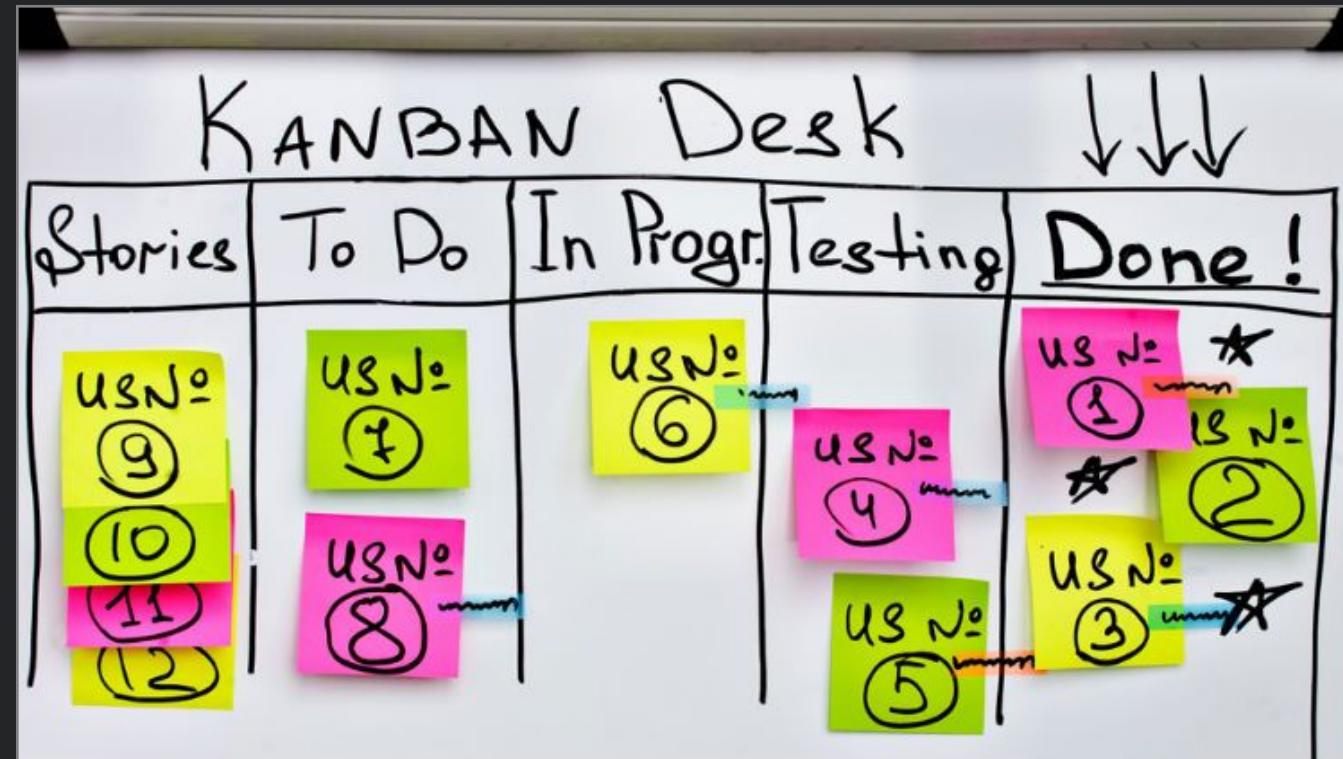 KANBAN Desk
Stories
To Do
In Progr.
Testing
Done!
US №
9
10
11
12
US №
7
US №
8
US №
6
US №
4
US №
5
US №
1
US №
2
US №
3